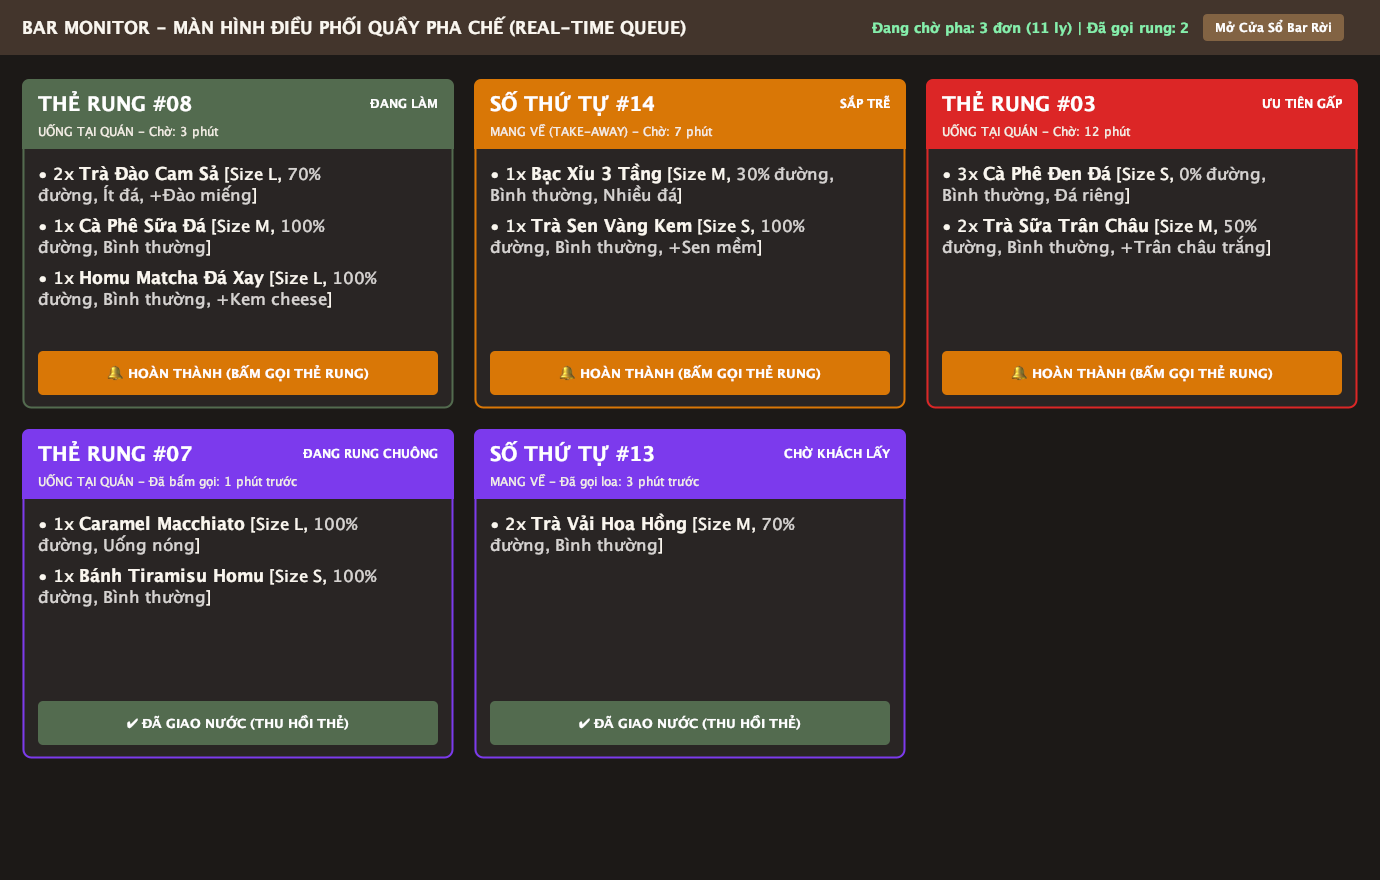 BAR MONITOR – MÀN HÌNH ĐIỀU PHỐI QUẦY PHA CHẾ (REAL-TIME QUEUE)
Đang chờ pha: 3 đơn (11 ly) | Đã gọi rung: 2
Mở Cửa Sổ Bar Rời
THẺ RUNG #08
ĐANG LÀM
UỐNG TẠI QUÁN – Chờ: 3 phút
• 2x Trà Đào Cam Sả [Size L, 70%
đường, Ít đá, +Đào miếng]
• 1x Cà Phê Sữa Đá [Size M, 100%
đường, Bình thường]
• 1x Homu Matcha Đá Xay [Size L, 100%
đường, Bình thường, +Kem cheese]
🔔 HOÀN THÀNH (BẤM GỌI THẺ RUNG)
SỐ THỨ TỰ #14
SẮP TRỄ
MANG VỀ (TAKE-AWAY) – Chờ: 7 phút
• 1x Bạc Xỉu 3 Tầng [Size M, 30% đường,
Bình thường, Nhiều đá]
• 1x Trà Sen Vàng Kem [Size S, 100%
đường, Bình thường, +Sen mềm]
🔔 HOÀN THÀNH (BẤM GỌI THẺ RUNG)
THẺ RUNG #03
ƯU TIÊN GẤP
UỐNG TẠI QUÁN – Chờ: 12 phút
• 3x Cà Phê Đen Đá [Size S, 0% đường,
Bình thường, Đá riêng]
• 2x Trà Sữa Trân Châu [Size M, 50%
đường, Bình thường, +Trân châu trắng]
🔔 HOÀN THÀNH (BẤM GỌI THẺ RUNG)
THẺ RUNG #07
ĐANG RUNG CHUÔNG
UỐNG TẠI QUÁN – Đã bấm gọi: 1 phút trước
• 1x Caramel Macchiato [Size L, 100%
đường, Uống nóng]
• 1x Bánh Tiramisu Homu [Size S, 100%
đường, Bình thường]
✔ ĐÃ GIAO NƯỚC (THU HỒI THẺ)
SỐ THỨ TỰ #13
CHỜ KHÁCH LẤY
MANG VỀ – Đã gọi loa: 3 phút trước
• 2x Trà Vải Hoa Hồng [Size M, 70%
đường, Bình thường]
✔ ĐÃ GIAO NƯỚC (THU HỒI THẺ)